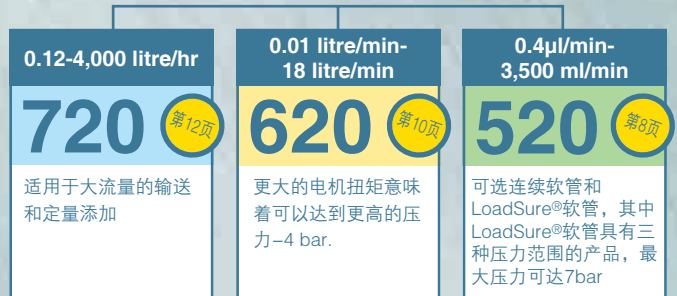 0.12-4,000 litre/hr
720
第12页
适用于大流量的输送
和定量添加
0.01 litre/min-
18 litre/min
620
第10页
更大的电机扭矩意味
着可以达到更高的压
力–4 bar.
0.4µl/min-
3,500 ml/min
520
第8页
可选连续软管和
LoadSure®软管，其中
LoadSure®软管具有三
种压力范围的产品，最
大压力可达7bar